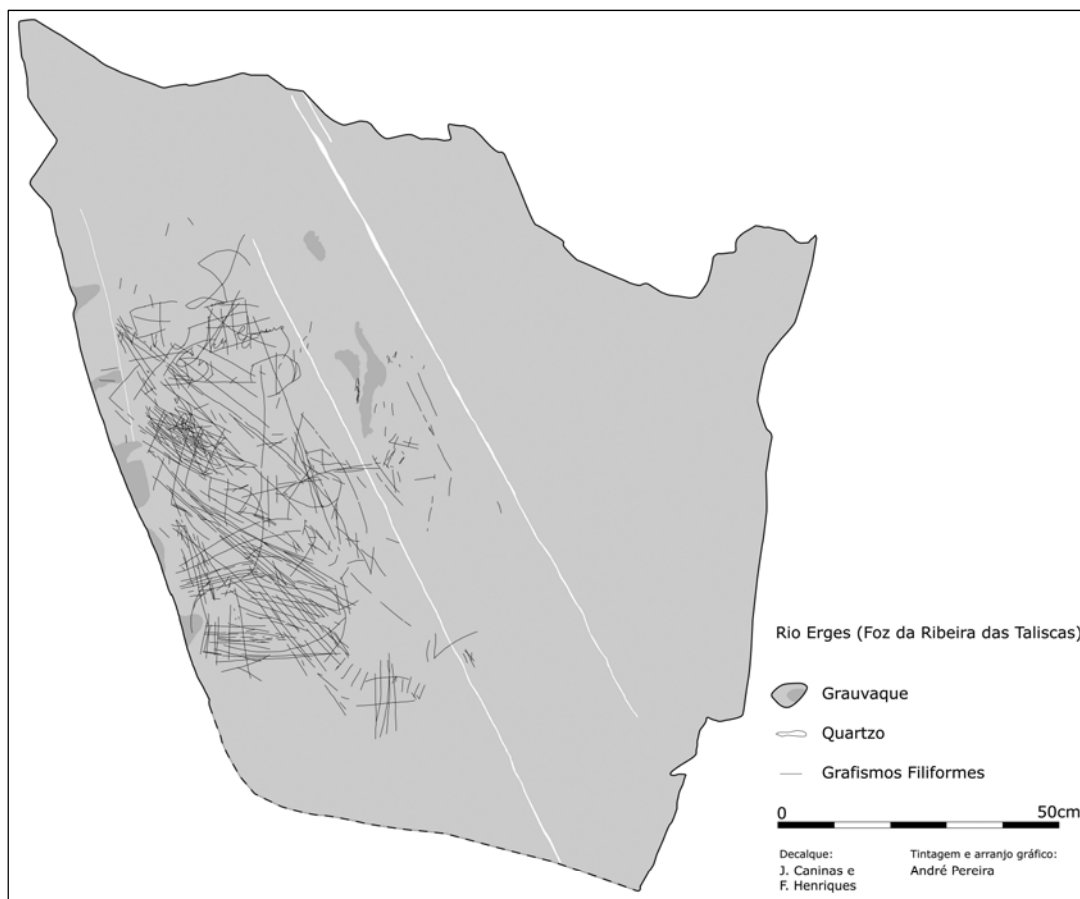 Rio Erges (Foz da Ribeira das Taliscas)
Grauvaque
Quartzo
Grafismos Filiformes
0 50cm
Decalque:
J. Caninas e
F. Henriques
Tintagem e arranjo gráfico:
André Pereira